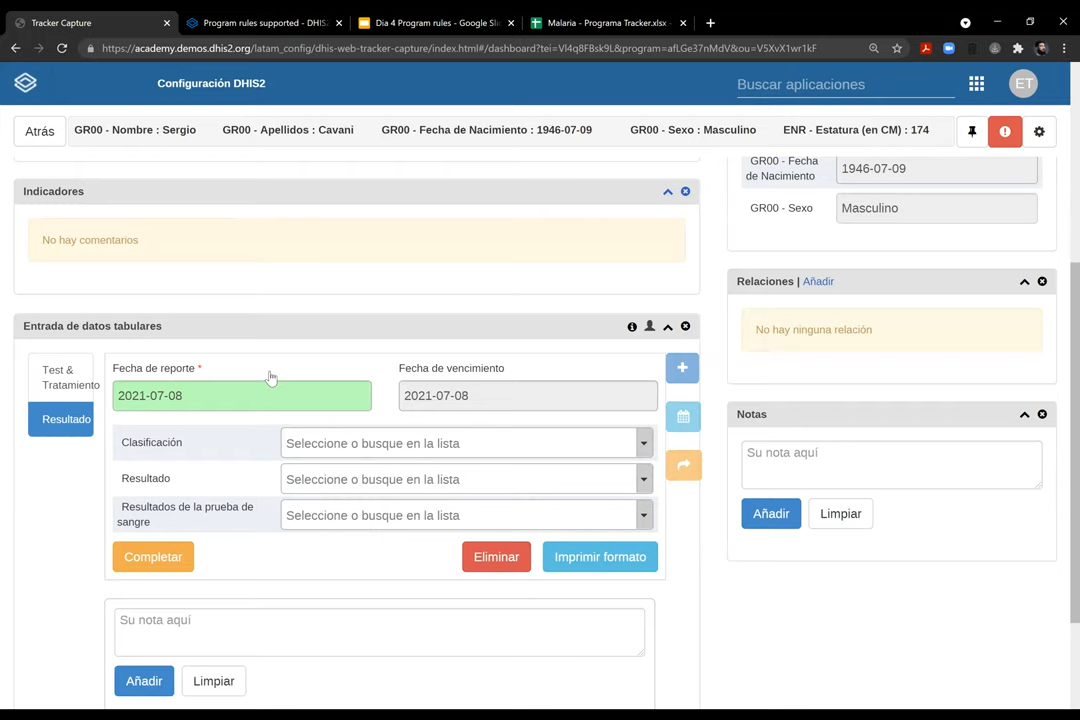 Tracker Capture
Program rules supported - DHIS
Dia 4 Program rules - Google Sli
Malaria - Programa Tracker.xlsx -
https://academy.demos.dhis2.org/latam_config/dhis-web-tracker-capture/index.html#/dashboard?tei=Vl4q8FBsk9L&program=afLGe37nMdV&ou=V5XvX1wr1kF
Configuración DHIS2
Buscar aplicaciones
ET
Atrás
GR00 - Nombre : Sergio
GR00 - Apellidos : Cavani
GR00 - Fecha de Nacimiento : 1946-07-09
GR00 - Sexo : Masculino
ENR - Estatura (en CM) : 174
Indicadores
No hay comentarios
Entrada de datos tabulares
Test &
Tratamiento
Resultado
Fecha de reporte *
2021-07-08
Fecha de vencimiento
2021-07-08
Clasificación
Seleccione o busque en la lista
Resultado
Seleccione o busque en la lista
Resultados de la prueba de
sangre
Seleccione o busque en la lista
Completar
Eliminar
Imprimir formato
Su nota aquí
Añadir
Limpiar
GR00 - Fecha
de Nacimiento
1946-07-09
GR00 - Sexo
Masculino
Relaciones | Añadir
No hay ninguna relación
Notas
Su nota aquí
Añadir
Limpiar